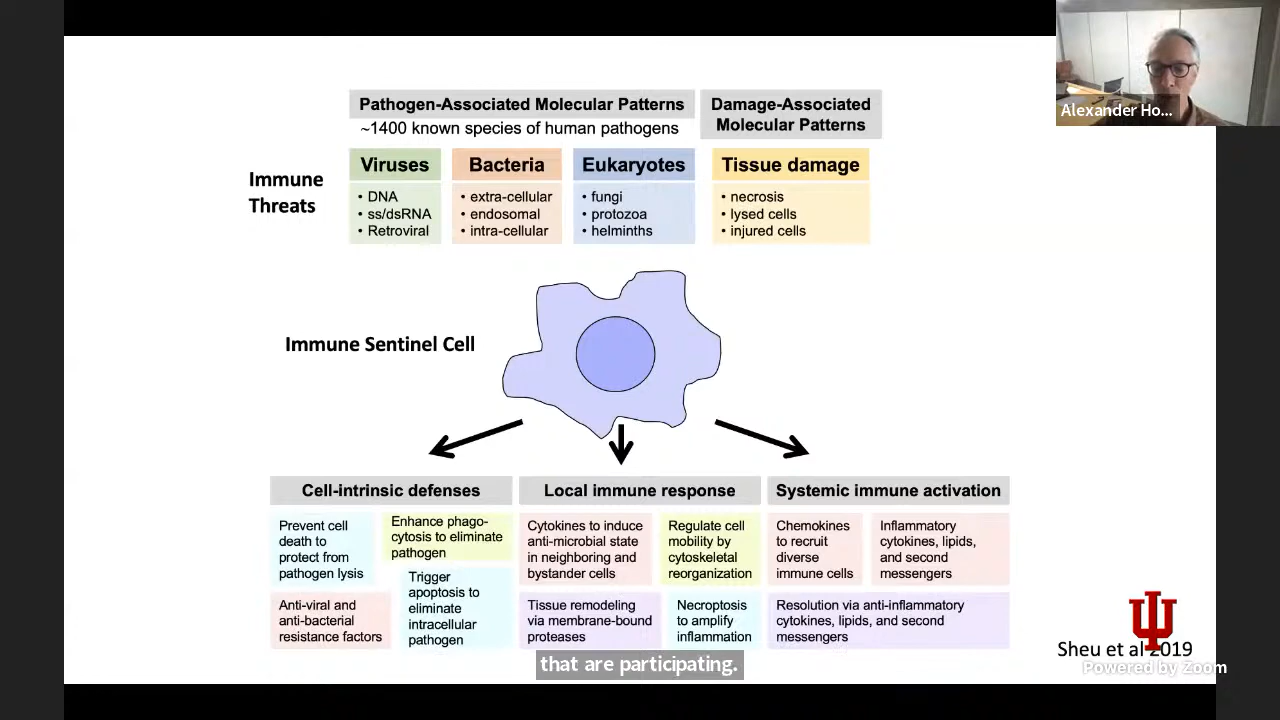 Alexander Ho...
Pathogen-Associated Molecular Patterns
~1400 known species of human pathogens
Damage-Associated
Molecular Patterns
Immune
Threats
Viruses
• DNA
• ss/dsRNA
• Retroviral
Bacteria
• extra-cellular
• endosomal
• intra-cellular
Eukaryotes
• fungi
• protozoa
• helminths
Tissue damage
• necrosis
• lysed cells
• injured cells
Immune Sentinel Cell
Cell-intrinsic defenses
Prevent cell
death to
protect from
pathogen lysis
Enhance phago-
cytosis to eliminate
pathogen
Anti-viral and
anti-bacterial
resistance factors
Trigger
apoptosis to
eliminate
intracellular
pathogen
Local immune response
Cytokines to induce
anti-microbial state
in neighboring and
bystander cells
Regulate cell
mobility by
cytoskeletal
reorganization
Tissue remodeling
via membrane-bound
proteases
Necroptosis
to amplify
inflammation
Systemic immune activation
Chemokines
to recruit
diverse
immune cells
Inflammatory
cytokines, lipids,
and second
messengers
Resolution via anti-inflammatory
cytokines, lipids, and second
messengers
Sheu et al 2019
Powered by Zoom
that are participating.